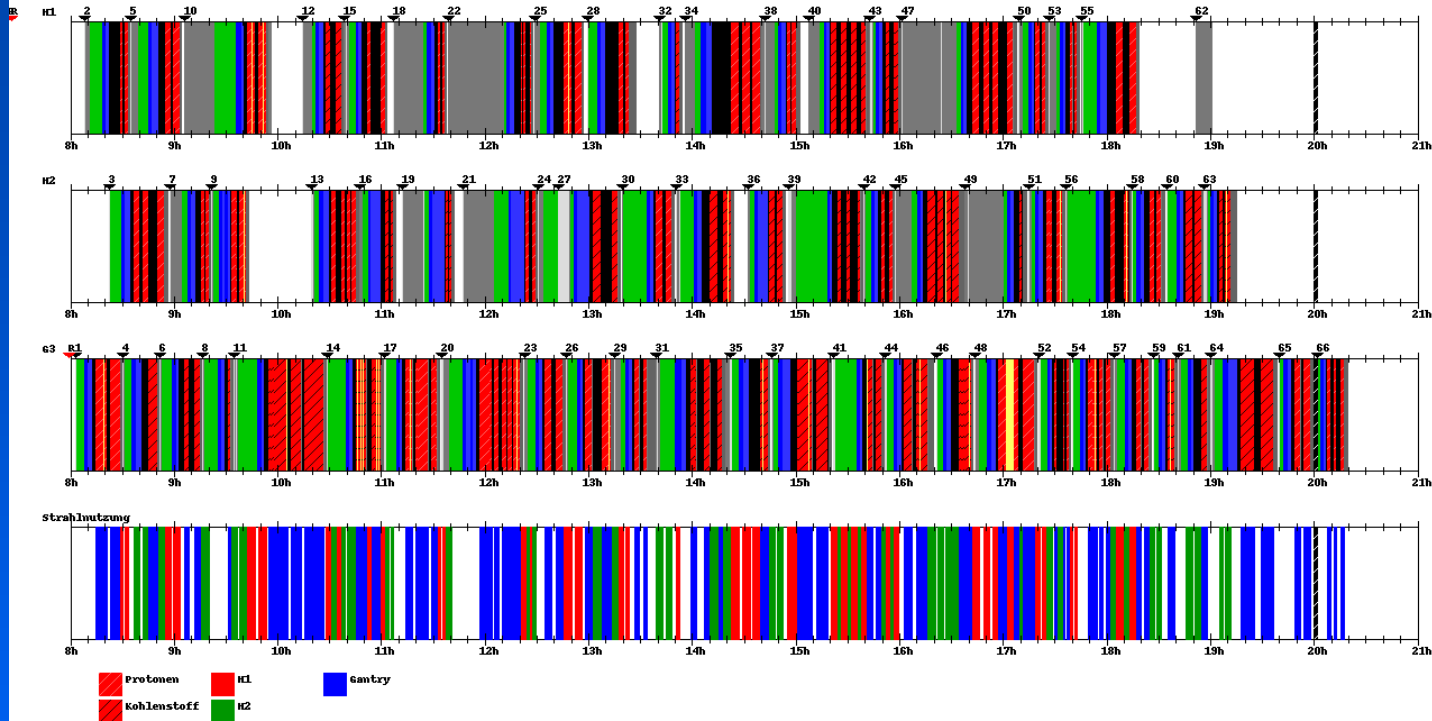 R H1 2 5 10 12 15 18 22 25 28 32 34 38 40 43 47 50 53 55 62
8h 9h 10h 11h 12h 13h 14h 15h 16h 17h 18h 19h 20h 21h
H2 3 7 9 13 16 19 21 24 27 30 33 36 39 42 45 49 51 56 58 60 63
8h 9h 10h 11h 12h 13h 14h 15h 16h 17h 18h 19h 20h 21h
G3 R1 4 6 8 11 14 17 20 23 26 29 31 35 37 41 44 46 48 52 54 57 59 61 64 65 66
8h 9h 10h 11h 12h 13h 14h 15h 16h 17h 18h 19h 20h 21h
Strahlnutzung
8h 9h 10h 11h 12h 13h 14h 15h 16h 17h 18h 19h 20h 21h
Protonen H1 Gantry
Kohlenstoff H2